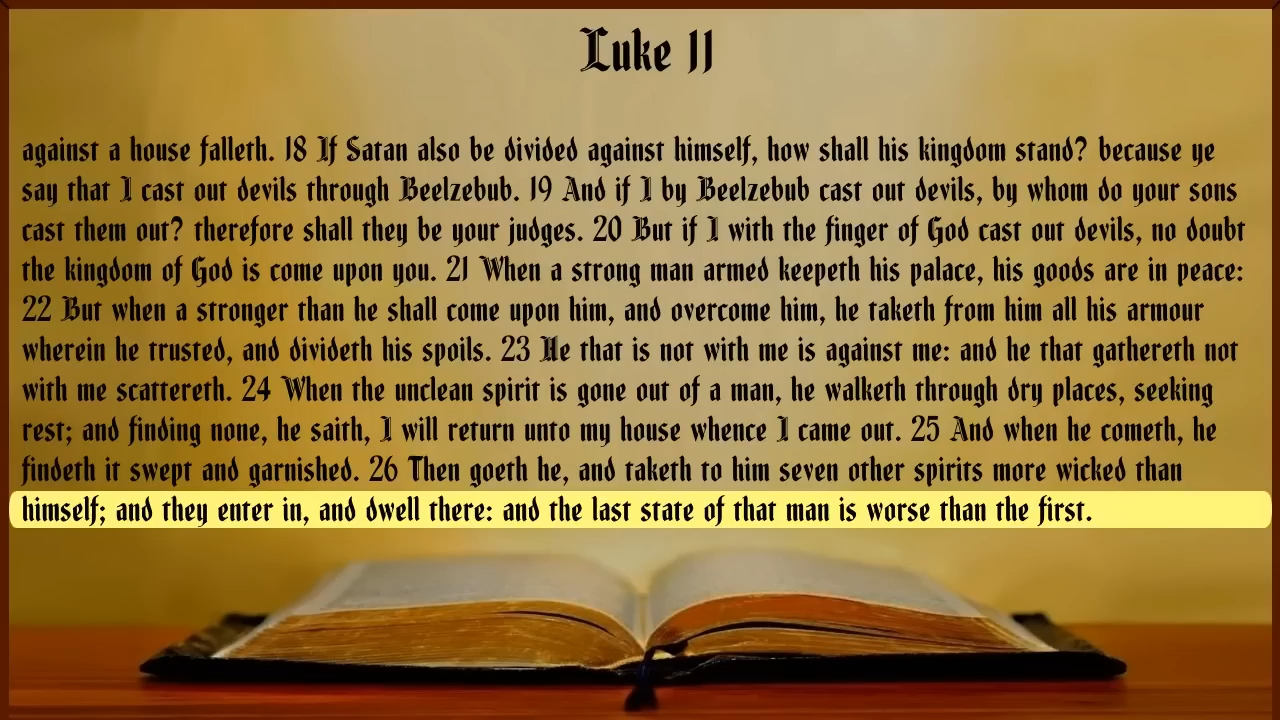 Luke 11
against a house falleth. 18 If Satan also be divided against himself, how shall his kingdom stand? because ye
say that I cast out devils through Beelzebub. 19 And if I by Beelzebub cast out devils, by whom do your sons
cast them out? therefore shall they be your judges. 20 But if I with the finger of God cast out devils, no doubt
the kingdom of God is come upon you. 21 When a strong man armed keepeth his palace, his goods are in peace:
22 But when a stronger than he shall come upon him, and overcome him, he taketh from him all his armour
wherein he trusted, and divideth his spoils. 23 He that is not with me is against me: and he that gathereth not
with me scattereth. 24 When the unclean spirit is gone out of a man, he walketh through dry places, seeking
rest; and finding none, he saith, I will return unto my house whence I came out. 25 And when he cometh, he
findeth it swept and garnished. 26 Then goeth he, and taketh to him seven other spirits more wicked than
himself; and they enter in, and dwell there: and the last state of that man is worse than the first.